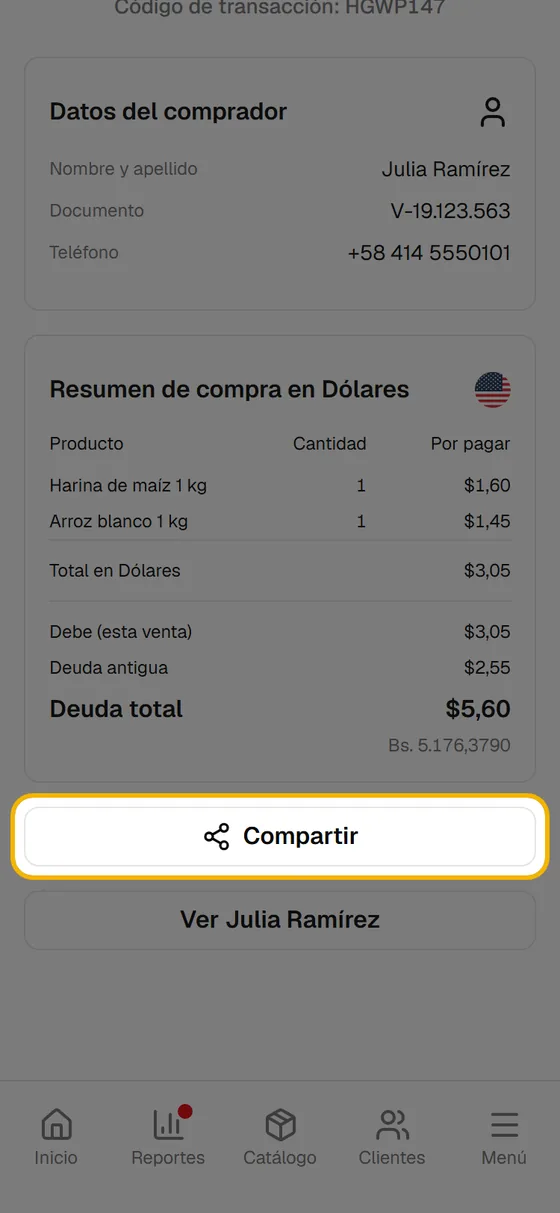 Código de transacción: HGWP147
Datos del comprador
Nombre y apellido Julia Ramírez
Documento V-19.123.563
Teléfono +58 414 5550101
Resumen de compra en Dólares
Producto Cantidad Por pagar
Harina de maíz 1 kg 1 $1,60
Arroz blanco 1 kg 1 $1,45
Total en Dólares $3,05
Debe (esta venta) $3,05
Deuda antigua $2,55
Deuda total $5,60
Bs. 5.176,3790
Compartir
Ver Julia Ramírez
Inicio Reportes Catálogo Clientes Menú